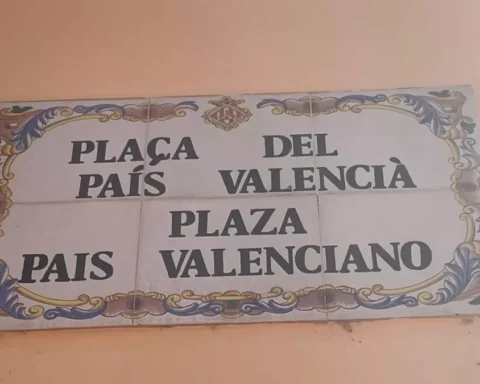 PLAÇA DEL
PAÍS VALENCIÀ
PLAZA
PAIS VALENCIANO